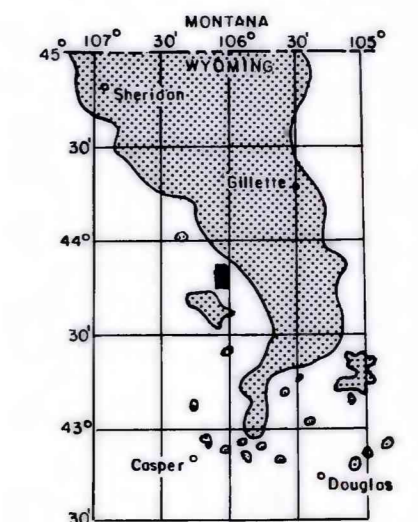 MONTANA
45° 107° 30' 106° 30' 105°
WYOMING
Sheridan
30'
Gillette
44°
30'
43°
Casper
Douglas
30'